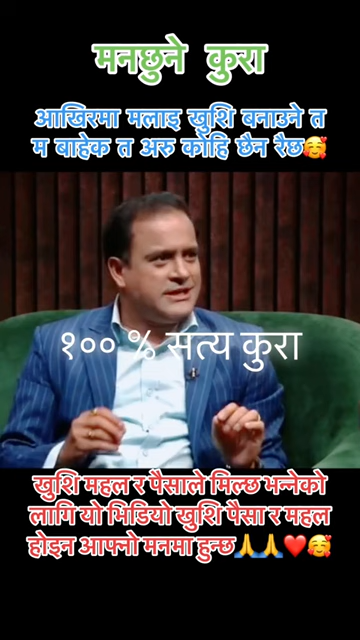 मनछुने कुरा
आखिरमा मलाइ खुशि बनाउने त
म बाहेक त अरु कोहि छैन रैछ🥰
१०० % सत्य कुरा
खुशि महल र पैसाले मिल्छ भन्नेको
लागि यो भिडियो खुशि पैसा र महल
होइन आफ्नो मनमा हुन्छ🙏🙏❤️🥰